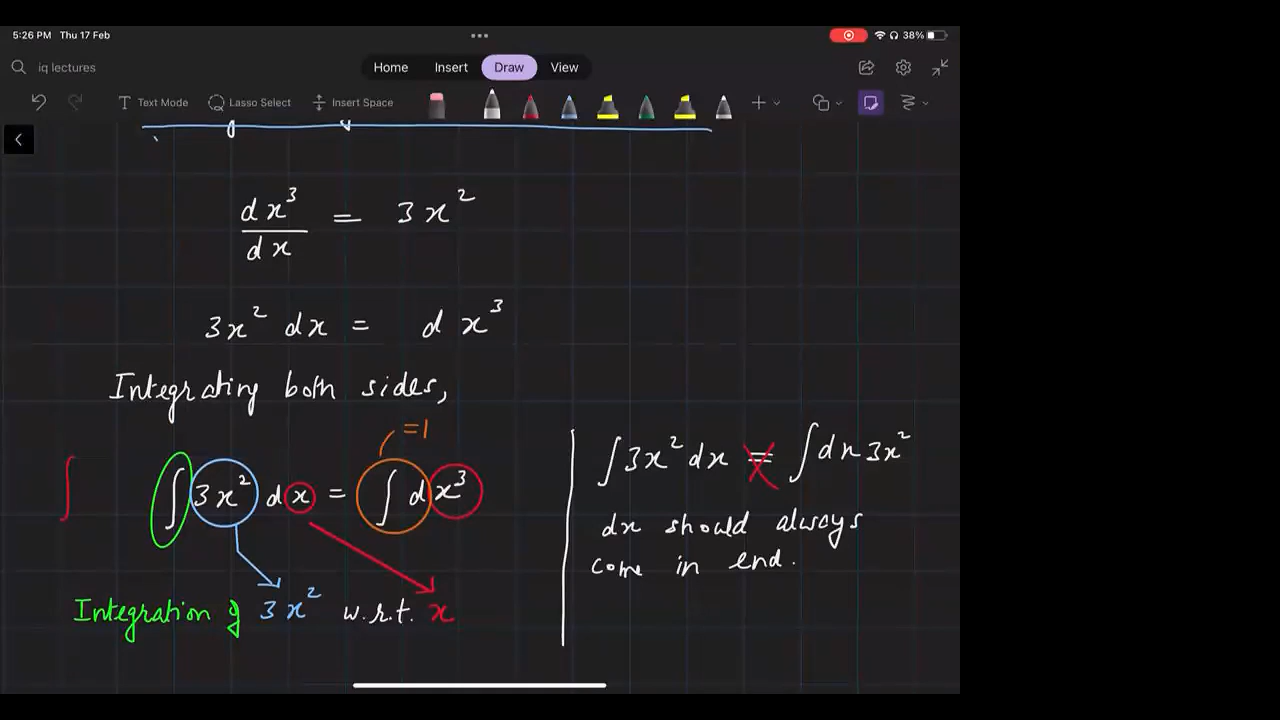 5:26 PM Thu 17 Feb
38%
iq lectures
Home Insert Draw View
Text Mode Lasso Select Insert Space
dx³/dx = 3x²
3x² dx = d x³
Integrating both sides,
=1
∫ 3x² dx = ∫ d x³
Integration of 3x² w.r.t. x
∫ 3x² dx = ∫ dx 3x²
dx should always
come in end.
∫